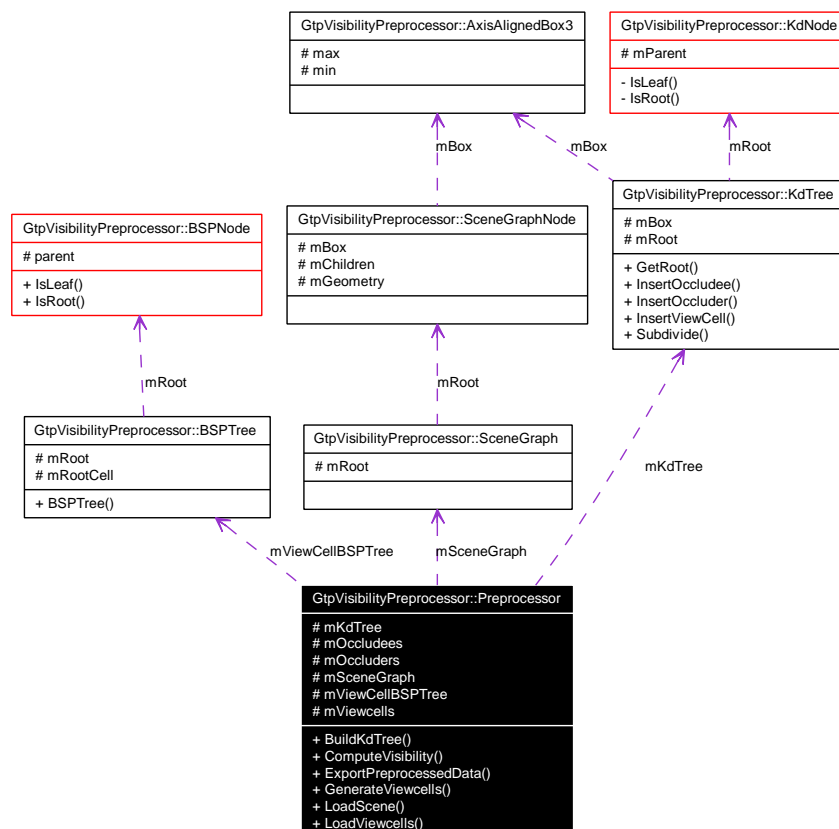 GtpVisibilityPreprocessor::AxisAlignedBox3
# max
# min
GtpVisibilityPreprocessor::KdNode
# mParent
- IsLeaf()
- IsRoot()
mBox
mBox
mRoot
GtpVisibilityPreprocessor::KdTree
# mBox
# mRoot
+ GetRoot()
+ InsertOccludee()
+ InsertOccluder()
+ InsertViewCell()
+ Subdivide()
GtpVisibilityPreprocessor::SceneGraphNode
# mBox
# mChildren
# mGeometry
GtpVisibilityPreprocessor::BSPNode
# parent
+ IsLeaf()
+ IsRoot()
mRoot
mRoot
GtpVisibilityPreprocessor::BSPTree
# mRoot
# mRootCell
+ BSPTree()
GtpVisibilityPreprocessor::SceneGraph
# mRoot
mKdTree
mViewCellBSPTree
mSceneGraph
GtpVisibilityPreprocessor::Preprocessor
# mKdTree
# mOccludees
# mOccluders
# mSceneGraph
# mViewCellBSPTree
# mViewcells
+ BuildKdTree()
+ ComputeVisibility()
+ ExportPreprocessedData()
+ GenerateViewcells()
+ LoadScene()
+ LoadViewcells()